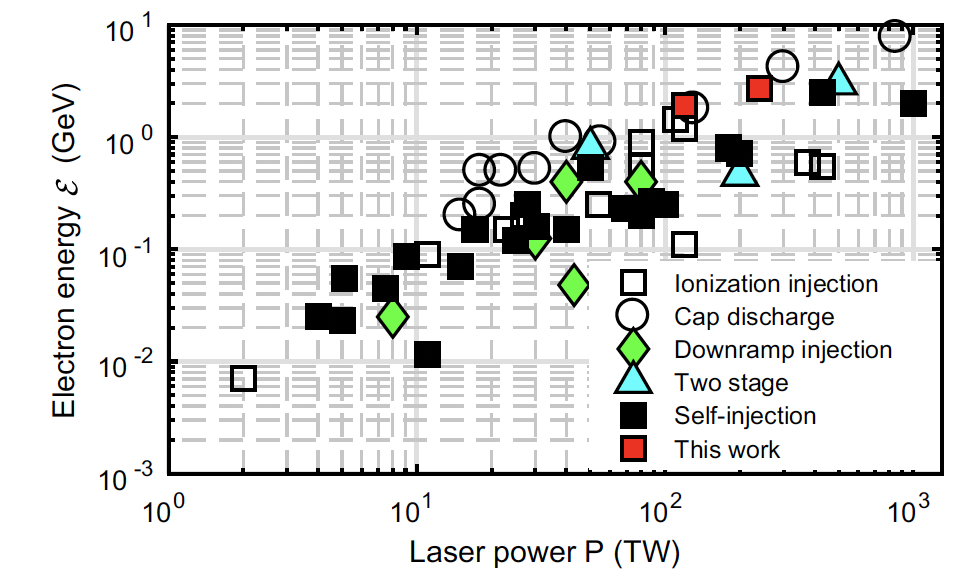 10^1
10^0
10^-1
10^-2
10^-3
Electron energy ℰ (GeV)
Ionization injection
Cap discharge
Downramp injection
Two stage
Self-injection
This work
10^0 10^1 10^2 10^3
Laser power P (TW)